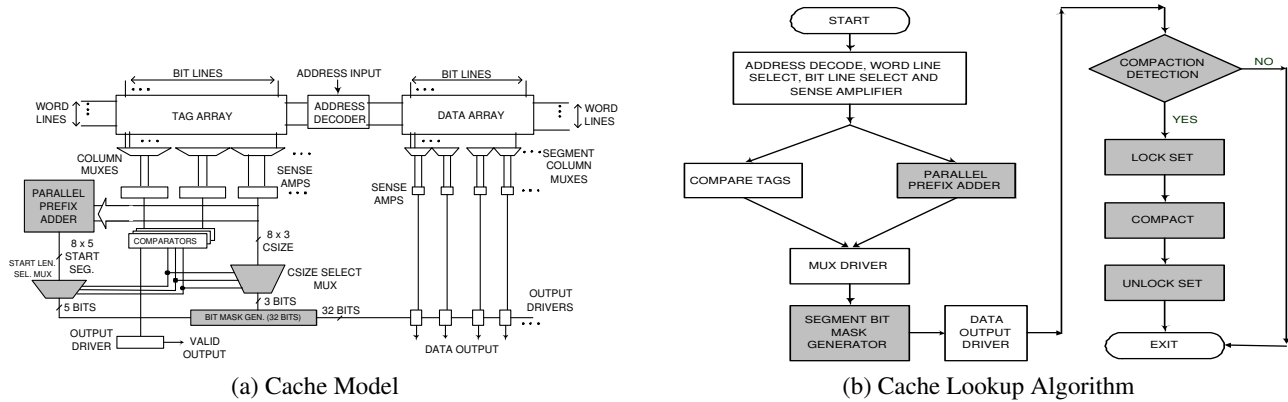 BIT LINES
ADDRESS INPUT
BIT LINES
WORD
LINES
TAG ARRAY
ADDRESS
DECODER
DATA ARRAY
WORD
LINES
COLUMN
MUXES
SENSE
AMPS
SENSE
AMPS
SEGMENT
COLUMN
MUXES
PARALLEL
PREFIX
ADDER
COMPARATORS
8 x 5
START
SEG.
8 x 3
CSIZE
START LEN.
SEL. MUX
CSIZE SELECT
MUX
5 BITS
3 BITS
BIT MASK GEN. (32 BITS)
32 BITS
OUTPUT
DRIVERS
OUTPUT
DRIVER
VALID
OUTPUT
DATA OUTPUT
(a) Cache Model
START
ADDRESS DECODE, WORD LINE
SELECT, BIT LINE SELECT AND
SENSE AMPLIFIER
COMPARE TAGS
PARALLEL
PREFIX ADDER
MUX DRIVER
SEGMENT BIT
MASK
GENERATOR
DATA
OUTPUT
DRIVER
COMPACTION
DETECTION
NO
YES
LOCK SET
COMPACT
UNLOCK SET
EXIT
(b) Cache Lookup Algorithm